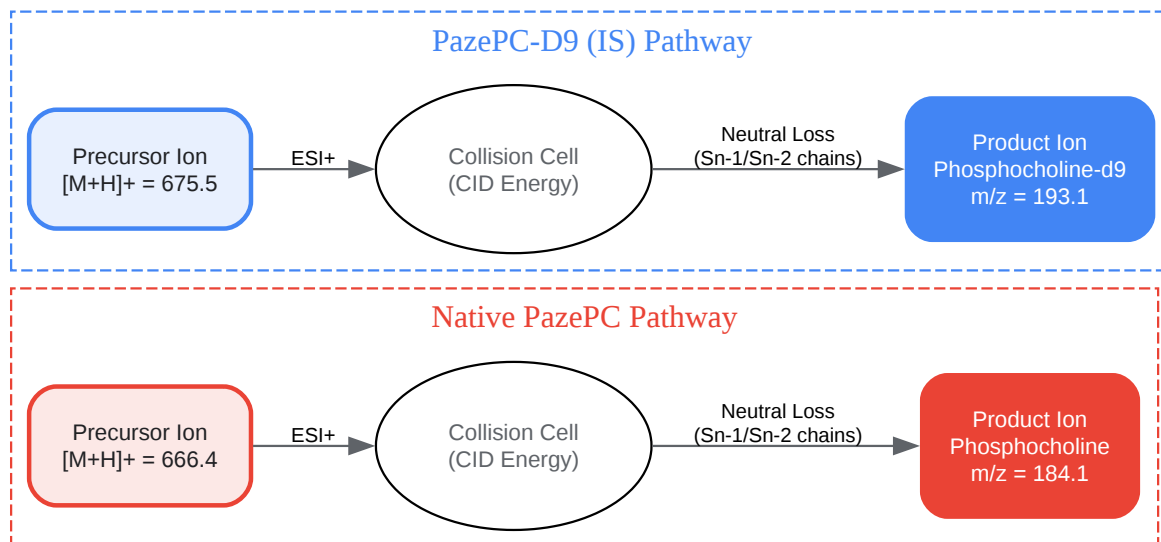 PazePC-D9 (IS) Pathway
Precursor Ion
[M+H]+ = 675.5
ESI+
Collision Cell
(CID Energy)
Neutral Loss
(Sn-1/Sn-2 chains)
Product Ion
Phosphocholine-d9
m/z = 193.1
Native PazePC Pathway
Precursor Ion
[M+H]+ = 666.4
ESI+
Collision Cell
(CID Energy)
Neutral Loss
(Sn-1/Sn-2 chains)
Product Ion
Phosphocholine
m/z = 184.1